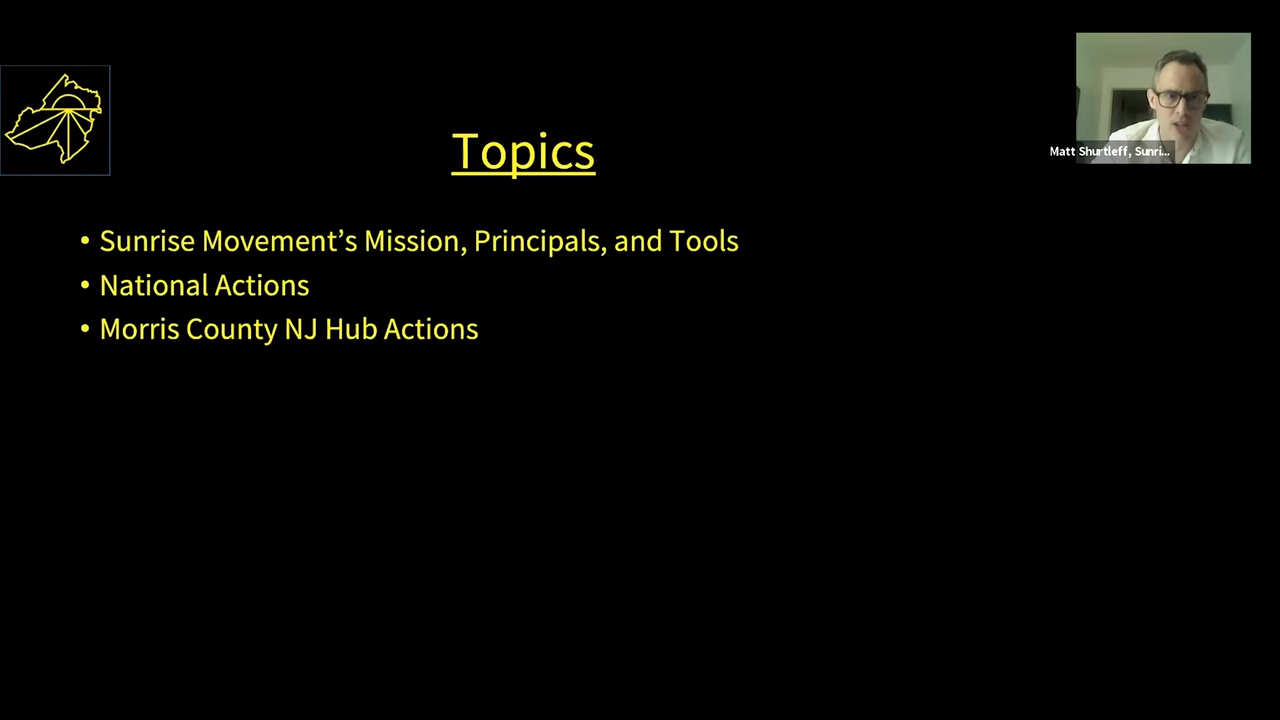 Topics
• Sunrise Movement’s Mission, Principals, and Tools
• National Actions
• Morris County NJ Hub Actions
Matt Shurtleff, Sunri...